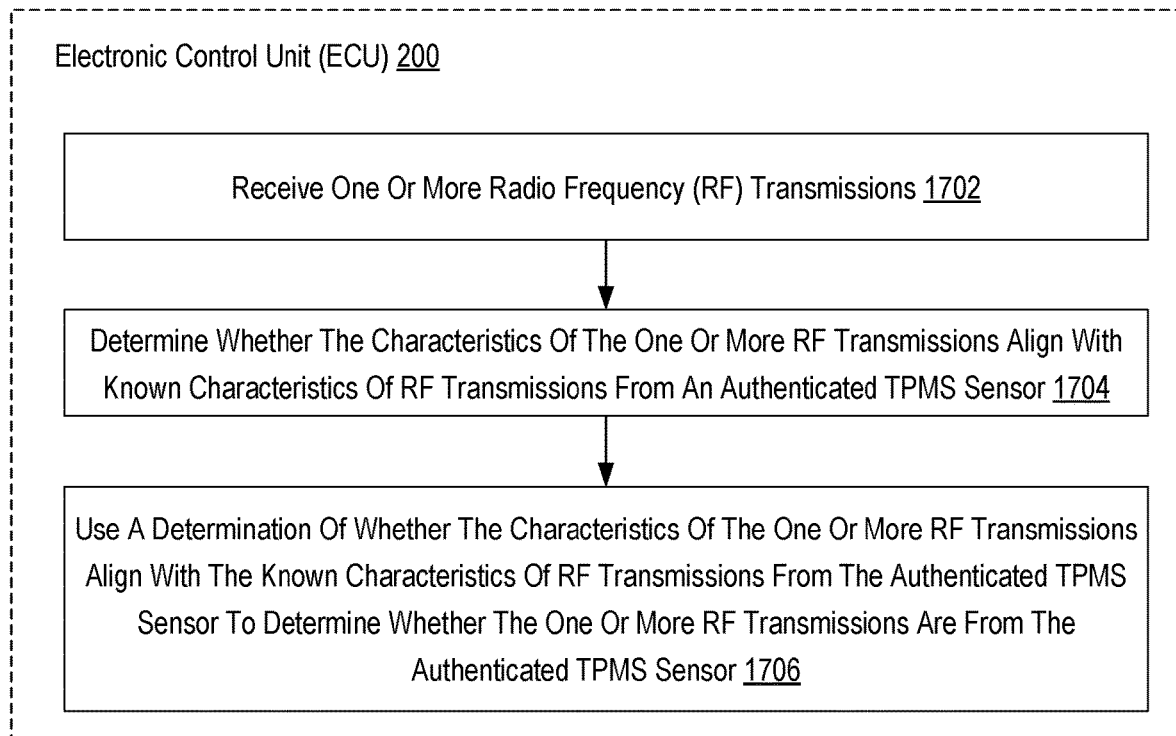 Electronic Control Unit (ECU) 200
Receive One Or More Radio Frequency (RF) Transmissions 1702
Determine Whether The Characteristics Of The One Or More RF Transmissions Align With
Known Characteristics Of RF Transmissions From An Authenticated TPMS Sensor 1704
Use A Determination Of Whether The Characteristics Of The One Or More RF Transmissions
Align With The Known Characteristics Of RF Transmissions From The Authenticated TPMS
Sensor To Determine Whether The One Or More RF Transmissions Are From The
Authenticated TPMS Sensor 1706